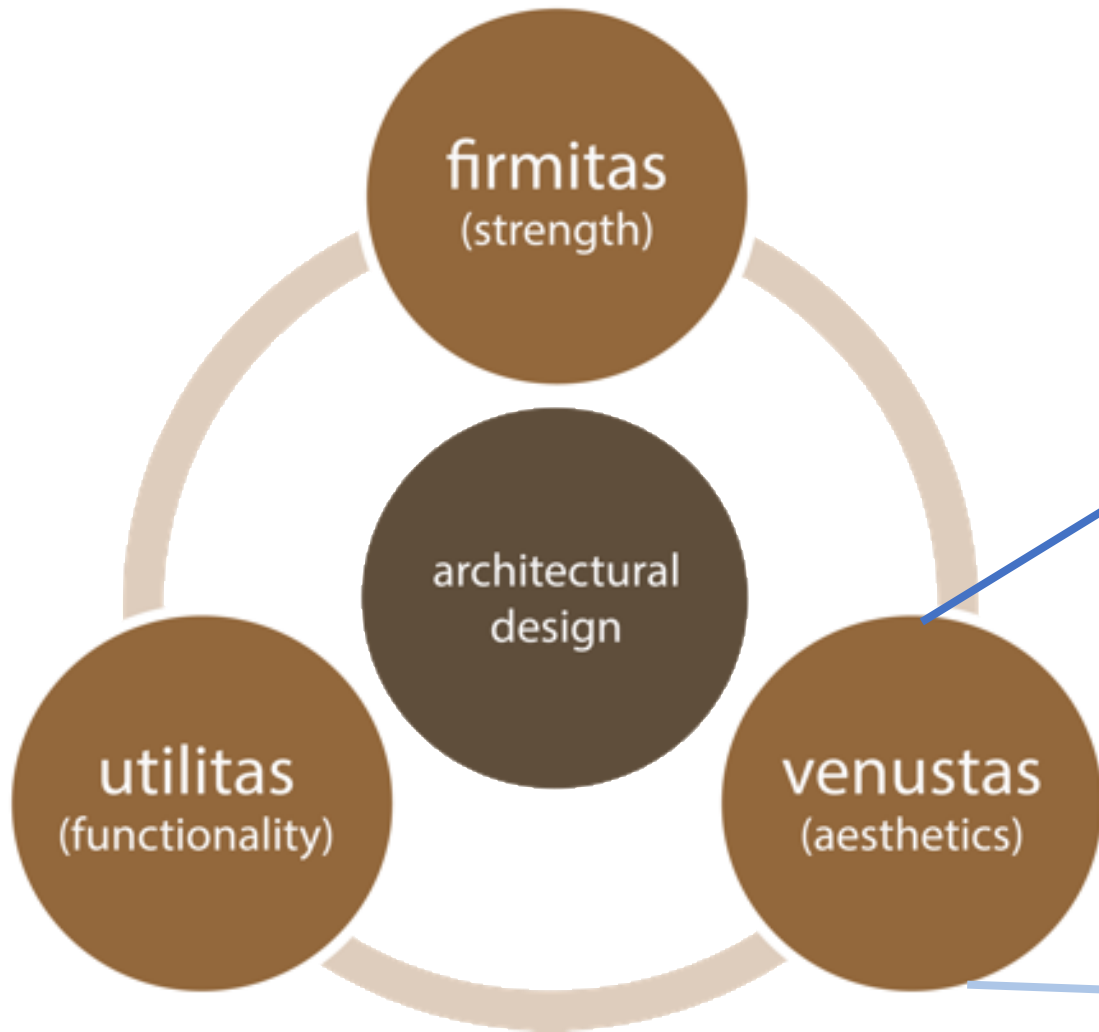 firmitas
(strength)
architectural
design
utilitas
(functionality)
venustas
(aesthetics)